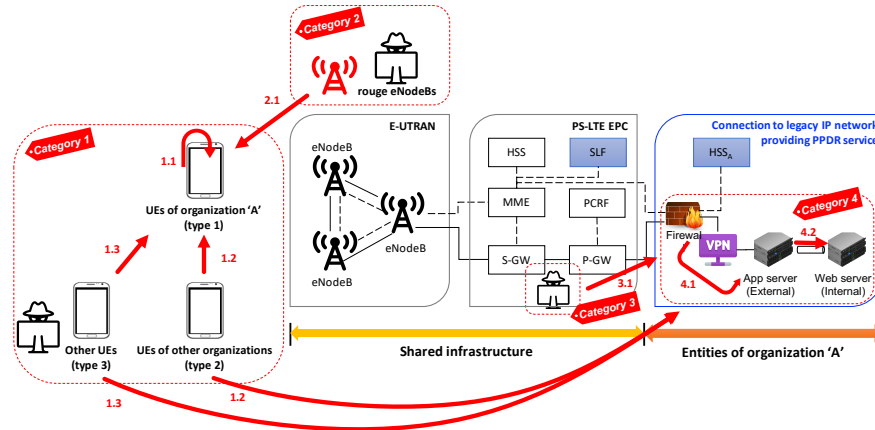 Category 2
rouge eNodeBs
2.1
Category 1
1.1
UEs of organization ‘A’
(type 1)
1.3
1.2
Other UEs
(type 3)
UEs of other organizations
(type 2)
1.3
1.2
E-UTRAN
eNodeB
eNodeB
eNodeB
PS-LTE EPC
HSS
SLF
MME
PCRF
S-GW
P-GW
3.1
Category 3
Connection to legacy IP network
providing PPDR service
HSSA
Category 4
Firewal
VPN
4.1
4.2
App server
(External)
Web server
(Internal)
Shared infrastructure
Entities of organization ‘A’